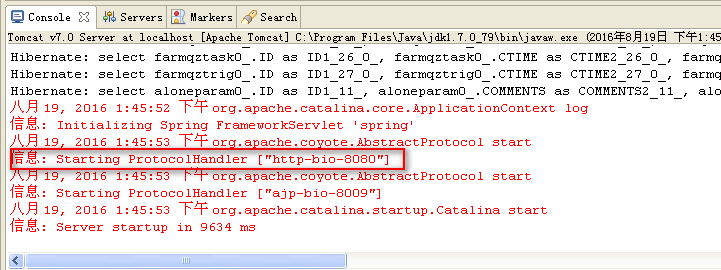 Console Servers Markers Search
Tomcat v7.0 Server at localhost [Apache Tomcat] C:\Program Files\Java\jdk1.7.0_79\bin\javaw.exe (2016年8月19日 下午1:45
Hibernate: select farmqztask0_.ID as ID1_26_0_, farmqztask0_.CTIME as CTIME2_26_0_, f
Hibernate: select farmqztrig0_.ID as ID1_27_0_, farmqztrig0_.CTIME as CTIME2_27_0_, f
Hibernate: select aloneparam0_.ID as ID1_11_, aloneparam0_.COMMENTS as COMMENTS2_11_, alo
八月 19, 2016 1:45:52 下午 org.apache.catalina.core.ApplicationContext log
信息: Initializing Spring FrameworkServlet 'spring'
八月 19, 2016 1:45:53 下午 org.apache.coyote.AbstractProtocol start
信息: Starting ProtocolHandler ["http-bio-8080"]
八月 19, 2016 1:45:53 下午 org.apache.coyote.AbstractProtocol start
信息: Starting ProtocolHandler ["ajp-bio-8009"]
八月 19, 2016 1:45:53 下午 org.apache.catalina.startup.Catalina start
信息: Server startup in 9634 ms